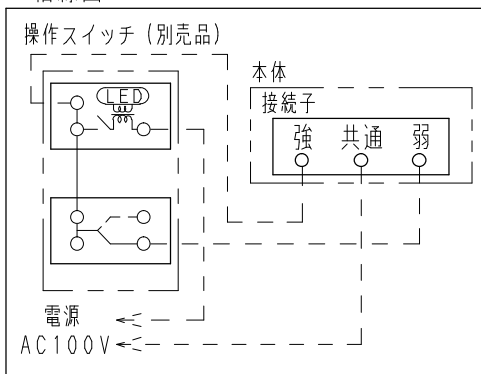 操作スイッチ(別売品)
LED
本体
接続子
強 共通 弱
電源
AC100V